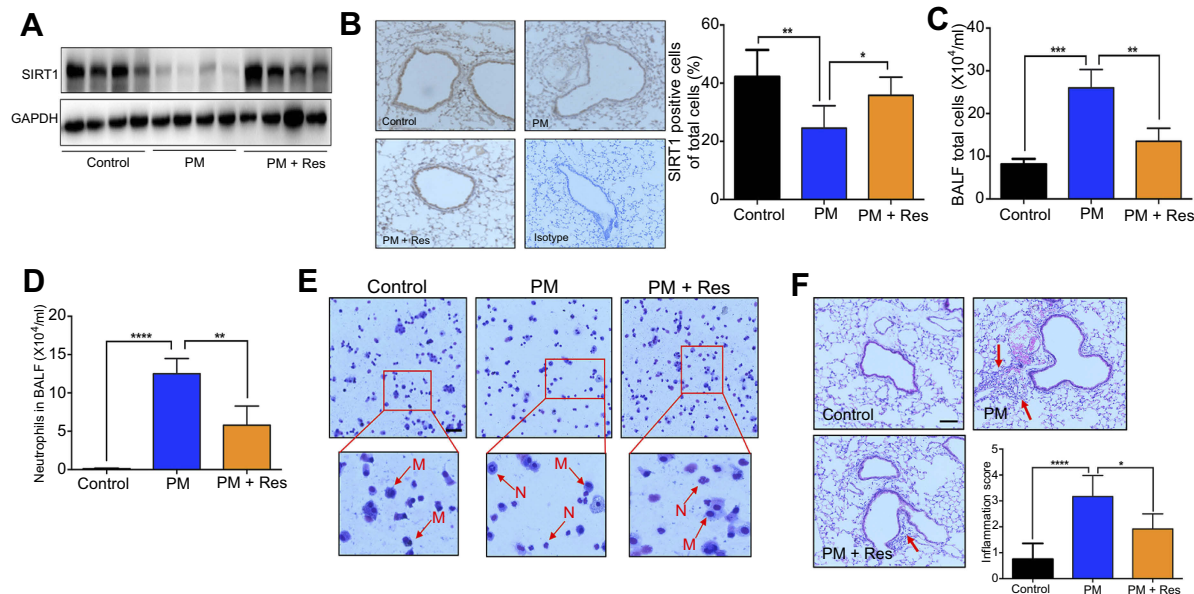 A
SIRT1
GAPDH
Control
PM
PM + Res
B
Control
PM
PM + Res
Isotype
SIRT1 positive cells
of total cells (%)
60
40
20
0
**
*
Control
PM
PM + Res
C
BALF total cells (X10⁴/ml)
40
30
20
10
0
***
**
Control
PM
PM + Res
D
Neutrophils in BALF (X10⁴/ml)
20
15
10
5
0
****
**
Control
PM
PM + Res
E
Control
PM
PM + Res
M
M
N
M
N
N
M
F
Control
PM
PM + Res
Inflammation score
5
4
3
2
1
0
****
*
Control
PM
PM + Res